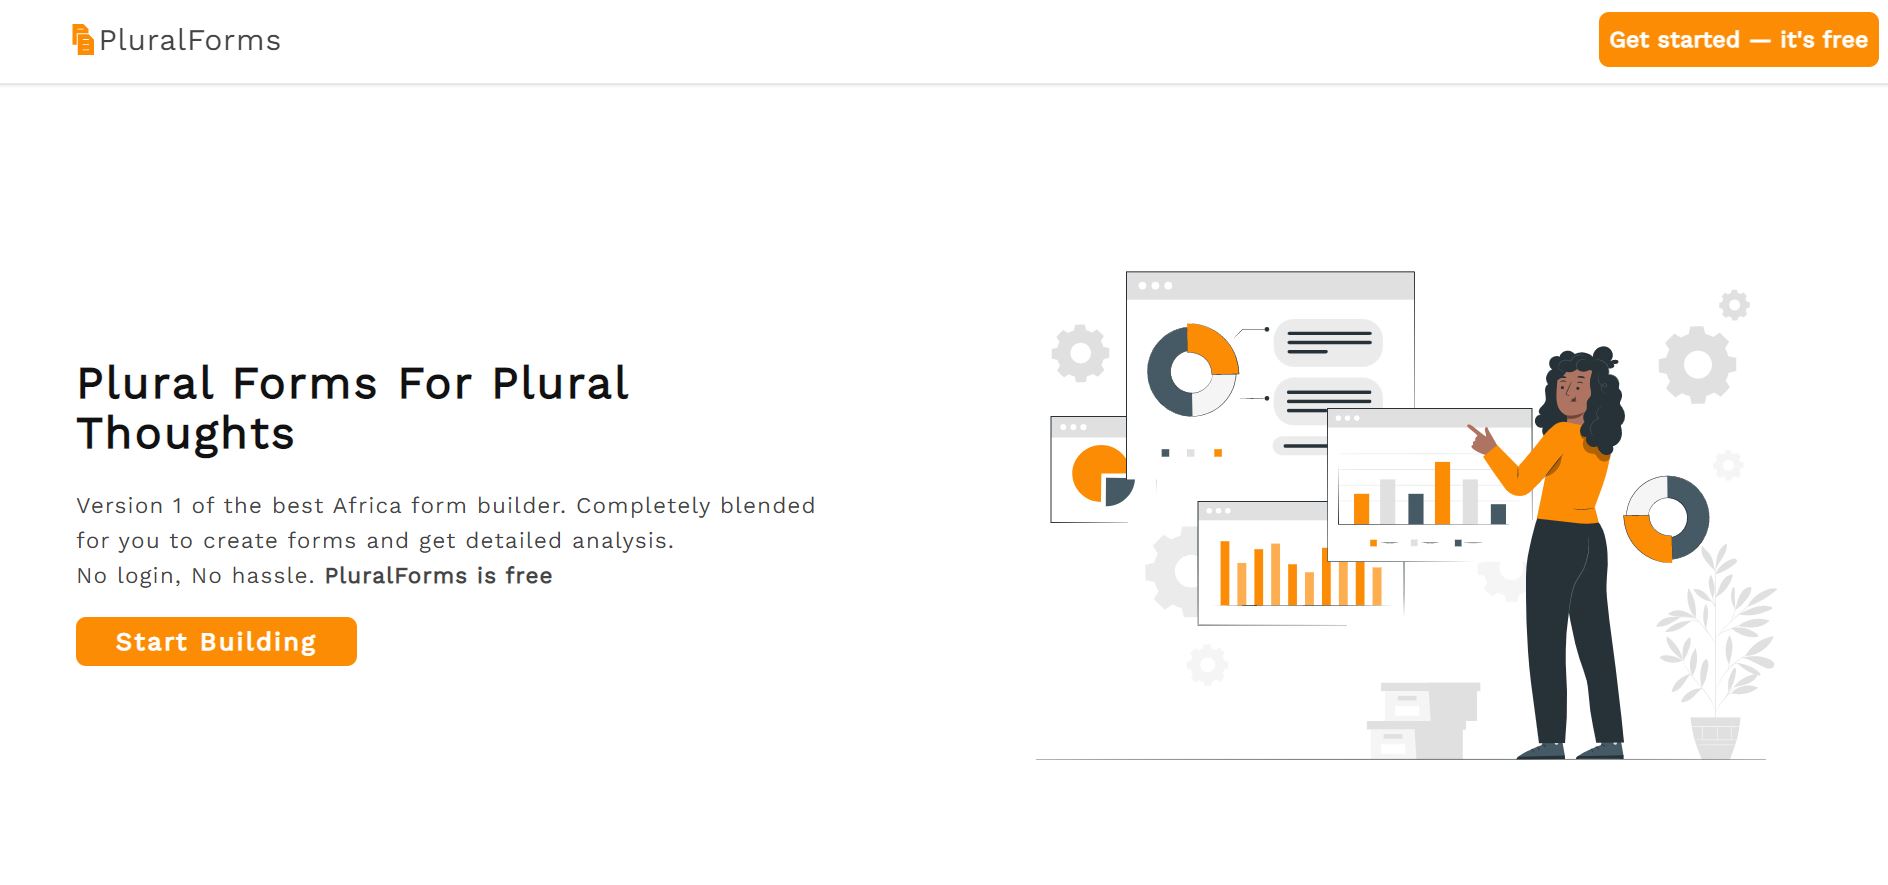 PluralForms
Get started — it's free
Plural Forms For Plural
Thoughts
Version 1 of the best Africa form builder. Completely blended
for you to create forms and get detailed analysis.
No login, No hassle. PluralForms is free
Start Building